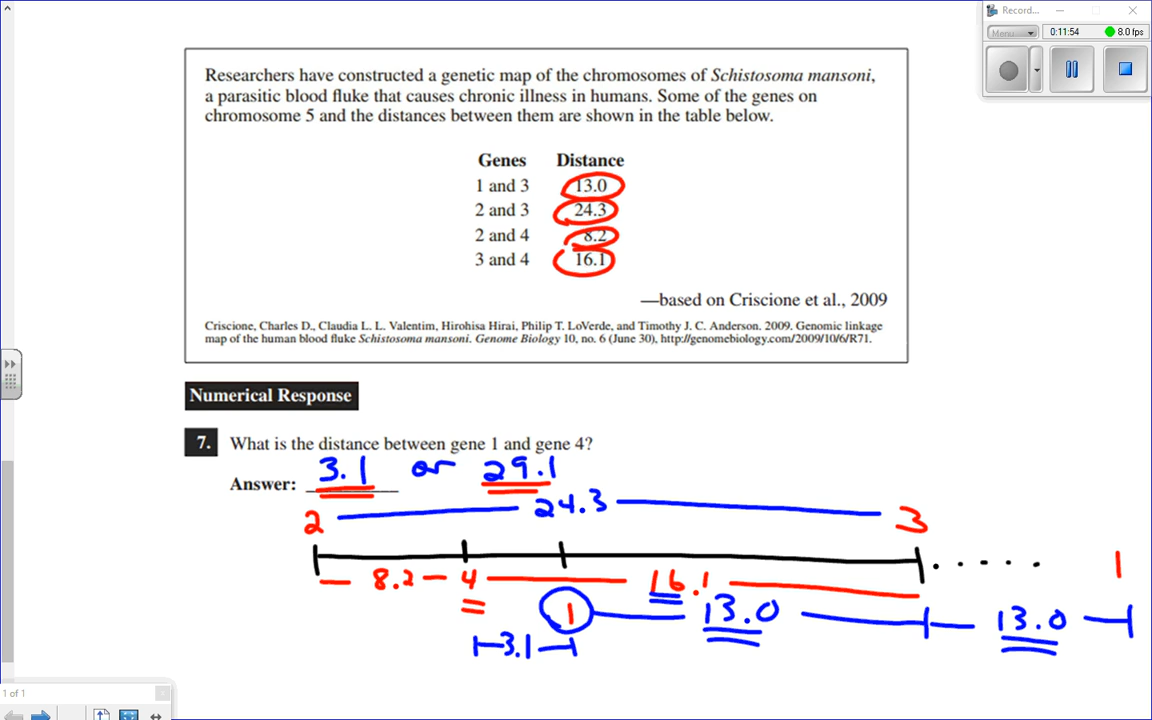 Record...
Menu 0:11:54 8.0 fps
Researchers have constructed a genetic map of the chromosomes of Schistosoma mansoni,
a parasitic blood fluke that causes chronic illness in humans. Some of the genes on
chromosome 5 and the distances between them are shown in the table below.
Genes Distance
1 and 3 13.0
2 and 3 24.3
2 and 4 8.2
3 and 4 16.1
—based on Criscione et al., 2009
Criscione, Charles D., Claudia L. L. Valentim, Hirohisa Hirai, Philip T. LoVerde, and Timothy J. C. Anderson. 2009. Genomic linkage
map of the human blood fluke Schistosoma mansoni. Genome Biology 10, no. 6 (June 30), http://genomebiology.com/2009/10/6/R71.
Numerical Response
7. What is the distance between gene 1 and gene 4?
Answer: 3.1 or 29.1
2 24.3 3
8.2 4 16.1 1
1 13.0 13.0
3.1
1 of 1